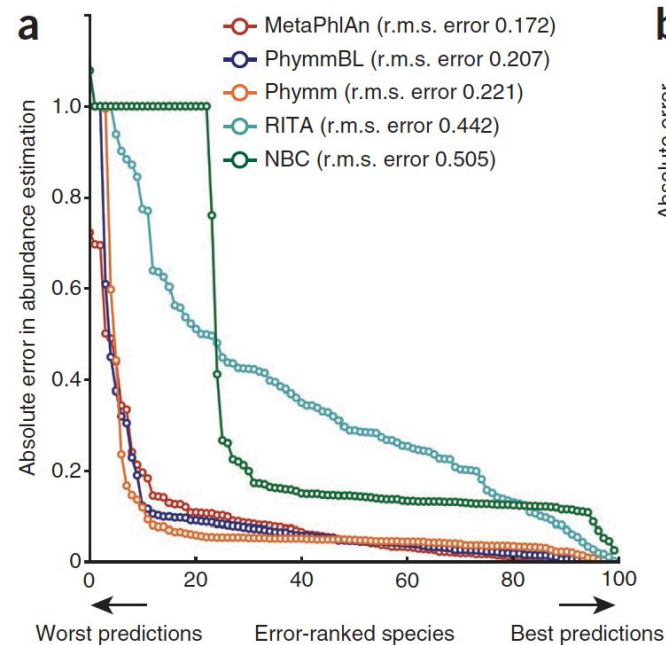 a
b
MetaPhlAn (r.m.s. error 0.172)
PhymmBL (r.m.s. error 0.207)
Phymm (r.m.s. error 0.221)
RITA (r.m.s. error 0.442)
NBC (r.m.s. error 0.505)
Absolute error in abundance estimation
1.0
0.8
0.6
0.4
0.2
0
0 20 40 60 80 100
Worst predictions Error-ranked species Best predictions
Absolute error